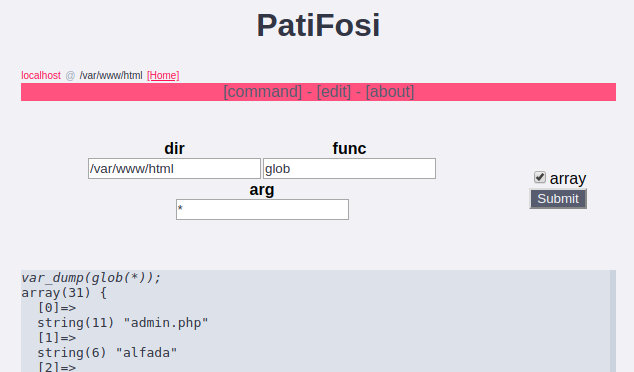 PatiFosi
localhost @ /var/www/html [Home]
[command] - [edit] - [about]
dir func
/var/www/html glob
array
arg
Submit
*
var_dump(glob(*));
array(31) {
[0]=>
string(11) "admin.php"
[1]=>
string(6) "alfada"
[2]=>